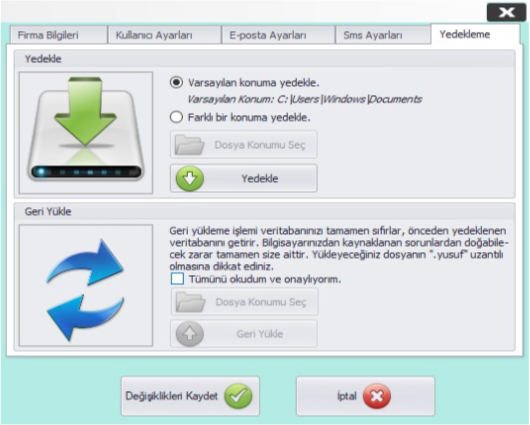 Firma Bilgileri
Kullanıcı Ayarları
E-posta Ayarları
Sms Ayarları
Yedekleme
Yedekle
Varsayılan konuma yedekle.
Varsayılan Konum: C:\Users\Windows\Documents
Farklı bir konuma yedekle.
Dosya Konumu Seç
Yedekle
Geri Yükle
Geri yükleme işlemi veritabanınızı tamamen sıfırlar, önceden yedeklenen
veritabanını getirir. Bilgisayarınızdan kaynaklanan sorunlardan doğabile-
cek zarar tamamen size aittir. Yükleyeceğiniz dosyanın ".yusuf" uzantılı
olmasına dikkat ediniz.
Tümünü okudum ve onaylıyorım.
Dosya Konumu Seç
Geri Yükle
Değişiklikleri Kaydet
İptal